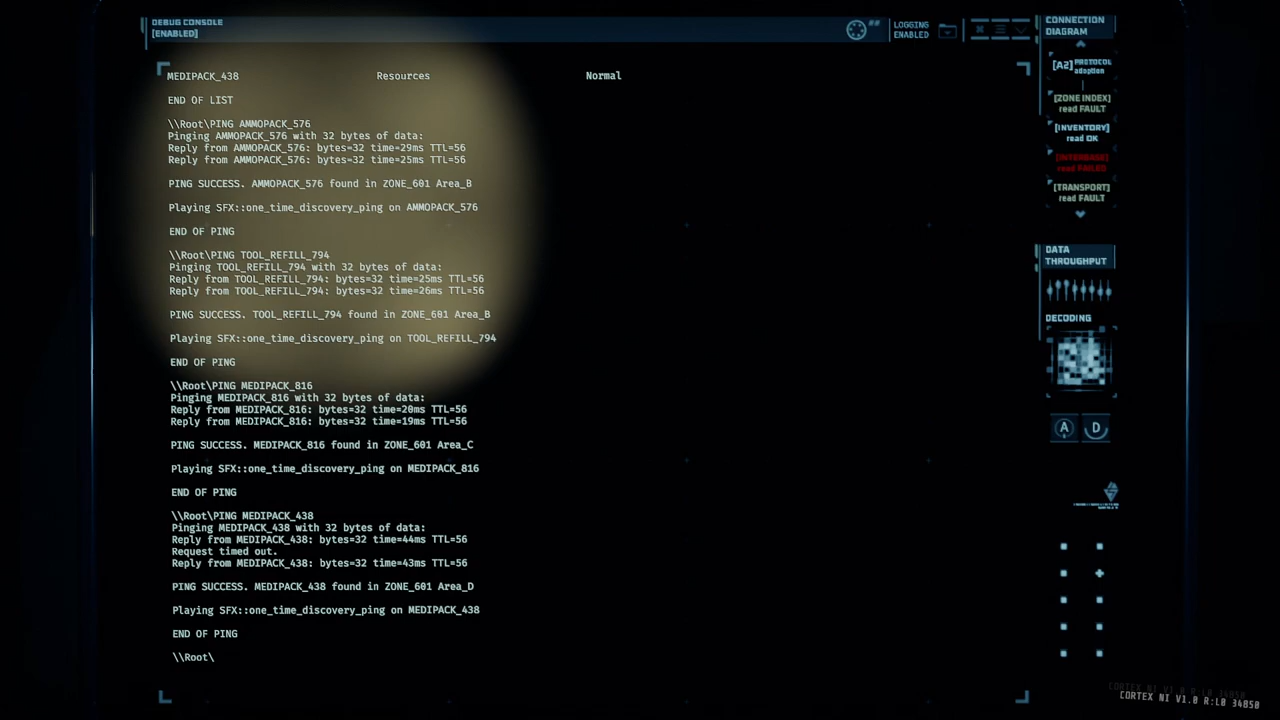 DEBUG CONSOLE
[ENABLED]
LOGGING
ENABLED
MEDIPACK_438 Resources Normal
END OF LIST
\\Root\PING AMMOPACK_576
Pinging AMMOPACK_576 with 32 bytes of data:
Reply from AMMOPACK_576: bytes=32 time=29ms TTL=56
Reply from AMMOPACK_576: bytes=32 time=25ms TTL=56
PING SUCCESS. AMMOPACK_576 found in ZONE_601 Area_B
Playing SFX::one_time_discovery_ping on AMMOPACK_576
END OF PING
\\Root\PING TOOL_REFILL_794
Pinging TOOL_REFILL_794 with 32 bytes of data:
Reply from TOOL_REFILL_794: bytes=32 time=25ms TTL=56
Reply from TOOL_REFILL_794: bytes=32 time=26ms TTL=56
PING SUCCESS. TOOL_REFILL_794 found in ZONE_601 Area_B
Playing SFX::one_time_discovery_ping on TOOL_REFILL_794
END OF PING
\\Root\PING MEDIPACK_816
Pinging MEDIPACK_816 with 32 bytes of data:
Reply from MEDIPACK_816: bytes=32 time=20ms TTL=56
Reply from MEDIPACK_816: bytes=32 time=19ms TTL=56
PING SUCCESS. MEDIPACK_816 found in ZONE_601 Area_C
Playing SFX::one_time_discovery_ping on MEDIPACK_816
END OF PING
\\Root\PING MEDIPACK_438
Pinging MEDIPACK_438 with 32 bytes of data:
Reply from MEDIPACK_438: bytes=32 time=44ms TTL=56
Request timed out.
Reply from MEDIPACK_438: bytes=32 time=43ms TTL=56
PING SUCCESS. MEDIPACK_438 found in ZONE_601 Area_D
Playing SFX::one_time_discovery_ping on MEDIPACK_438
END OF PING
\\Root\
CONNECTION
DIAGRAM
[A2] PROTOCOL
adoption
[ZONE INDEX]
read FAULT
[INVENTORY]
read OK
[INTERBASE]
read FAILED
[TRANSPORT]
read FAULT
DATA
THROUGHPUT
DECODING
A D
CORTEX NI V1.0 R:L0 34850